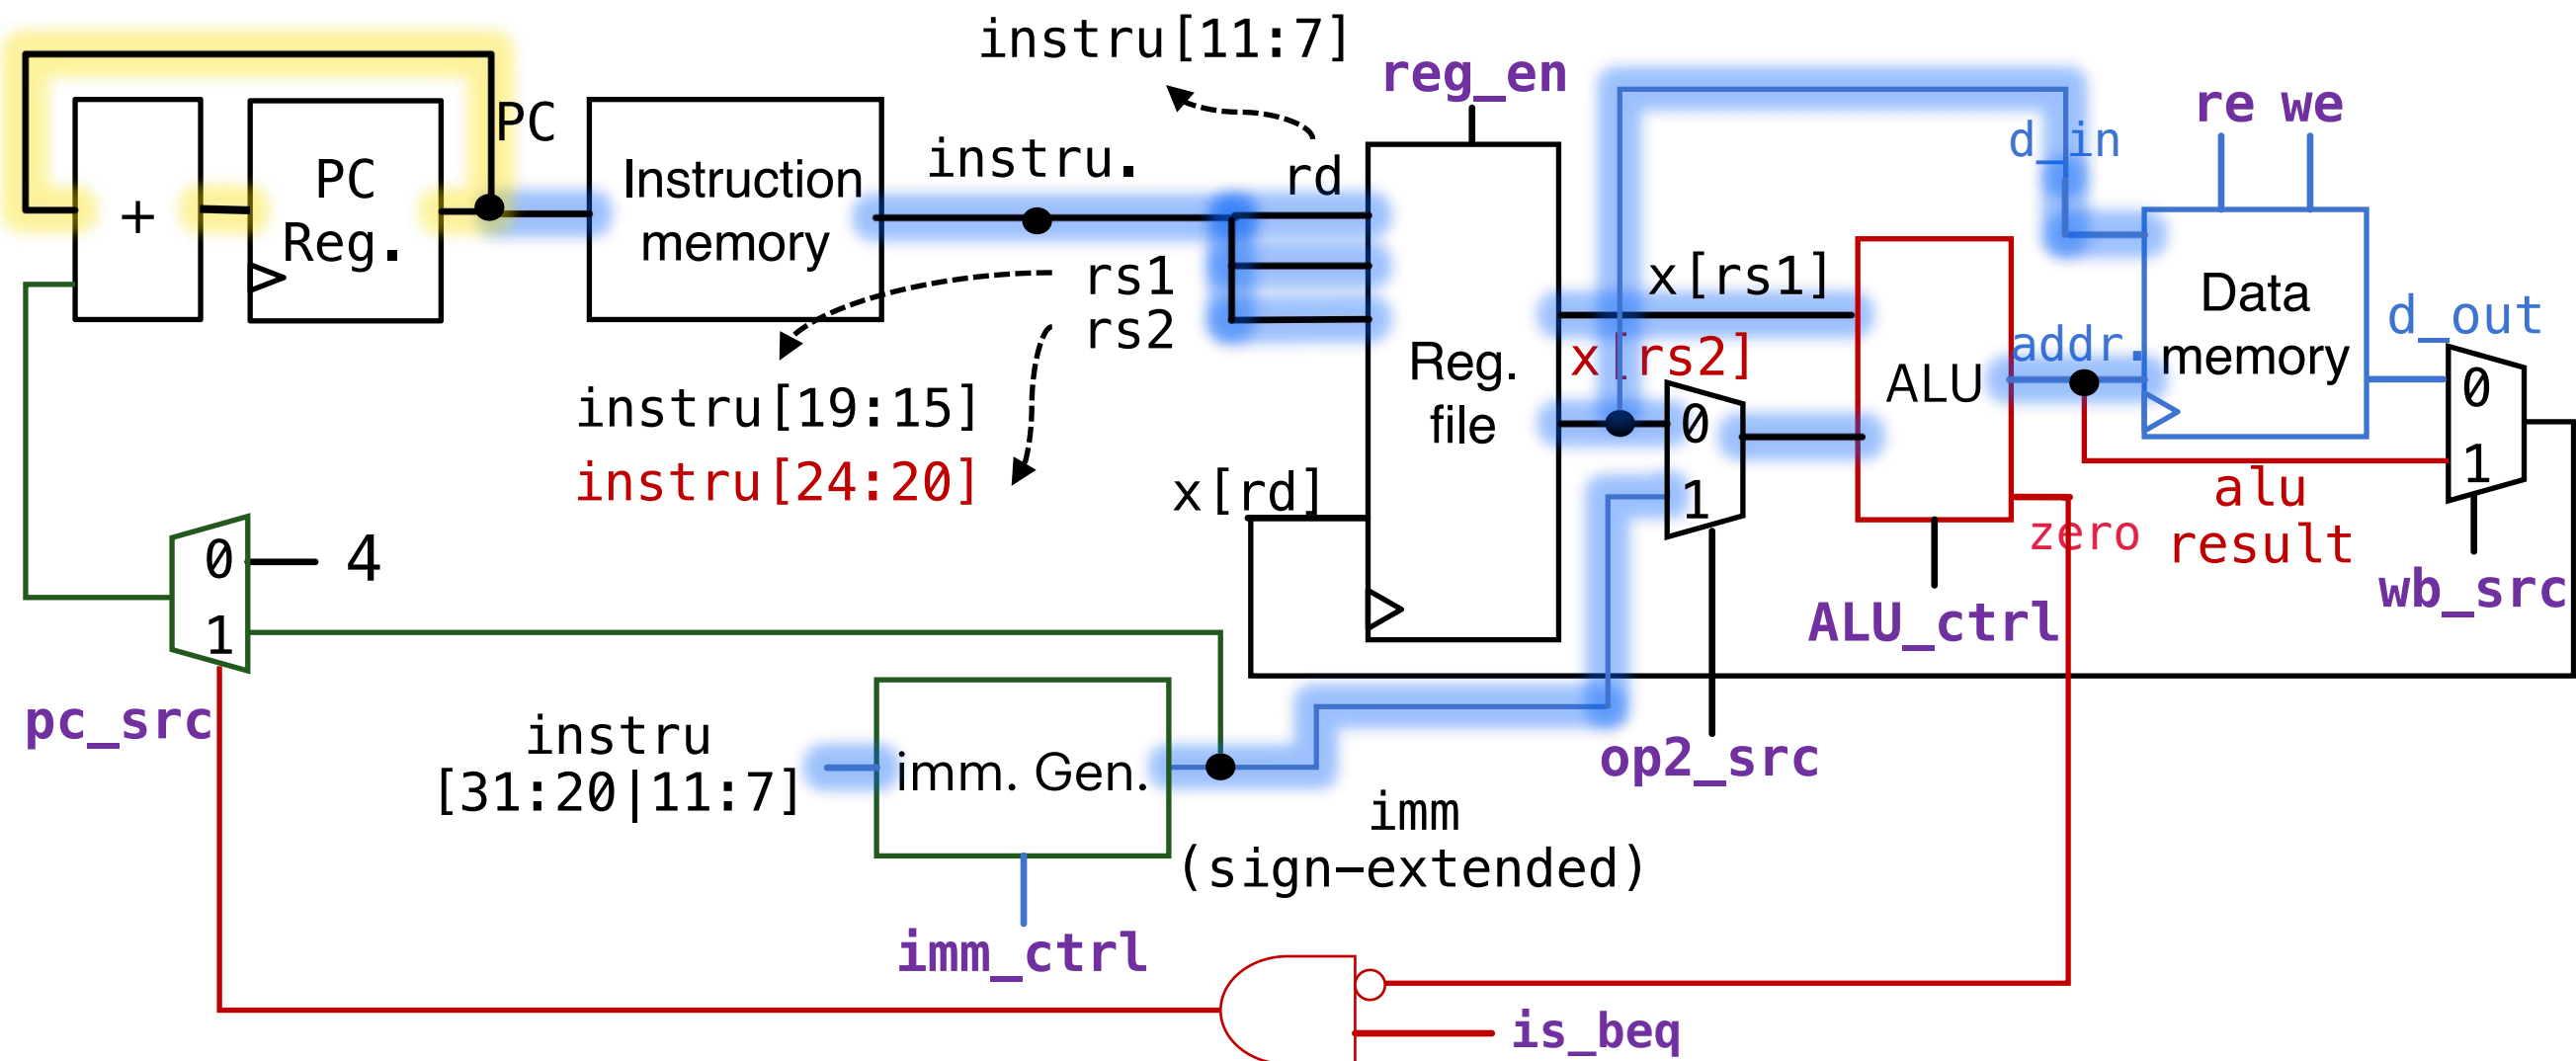 instru[11:7]
reg_en
re we
PC
d_in
+
PC
Reg.
Instruction
memory
instru.
rd
x[rs1]
Data
memory
d_out
rs1
rs2
addr.
x[rs2]
Reg.
file
ALU
0
1
0
1
instru[19:15]
instru[24:20]
x[rd]
alu
result
zero
wb_src
0
1
4
ALU_ctrl
pc_src
instru
[31:20|11:7]
imm. Gen.
op2_src
imm
(sign-extended)
imm_ctrl
is_beq